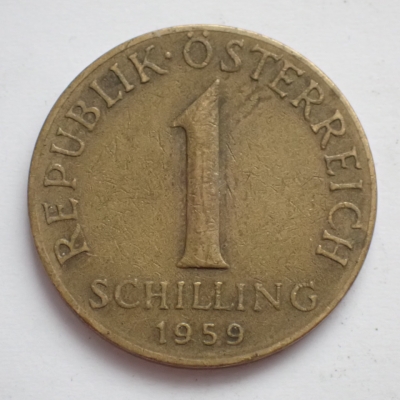 REPUBLIK·ÖSTERREICH
1
SCHILLING
1959